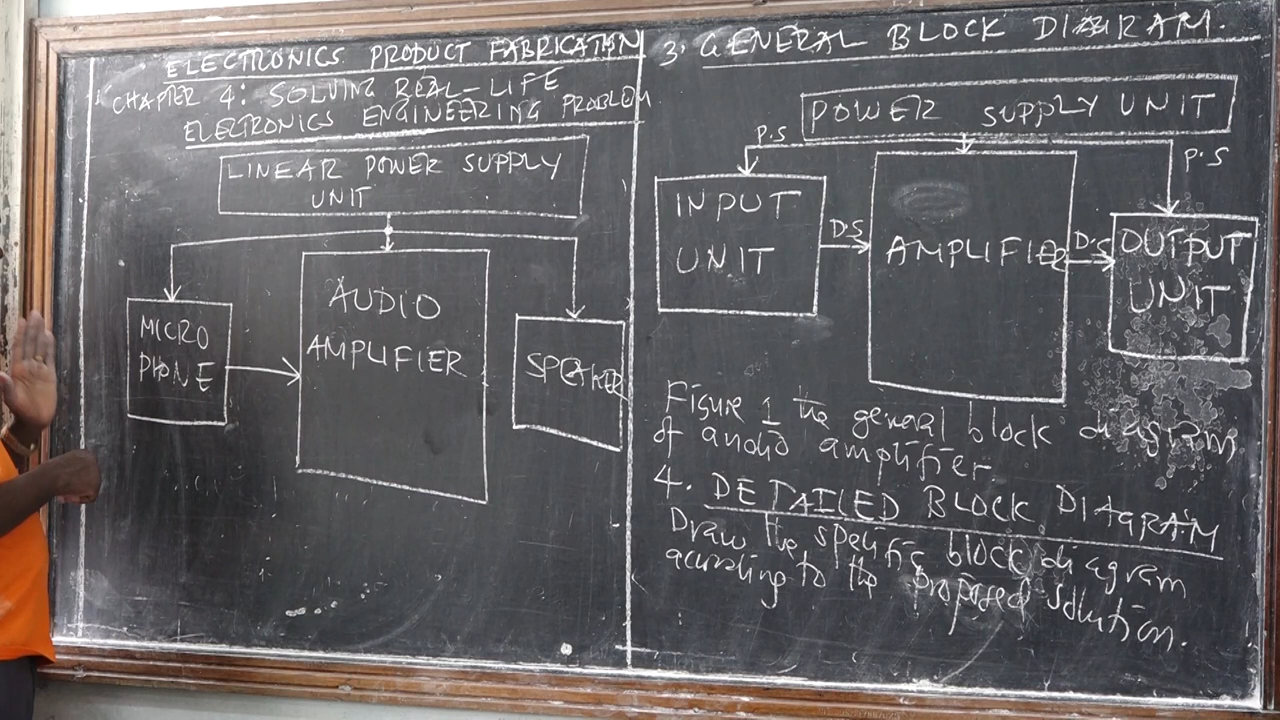 ELECTRONICS PRODUCT FABRICATION
CHAPTER 4: SOLVING REAL-LIFE
ELECTRONICS ENGINEERING PROBLEM
LINEAR POWER SUPPLY
UNIT
MICRO
PHONE
AUDIO
AMPLIFIER
SPEAKER
3. GENERAL BLOCK DIAGRAM.
POWER SUPPLY UNIT
P.S
P.S
INPUT
UNIT
D.S
AMPLIFIER
D.S
OUTPUT
UNIT
Figure 1 the general block diagram
of audio amplifier.
4. DETAILED BLOCK DIAGRAM
Draw the specific block diagram
according to the proposed solution.